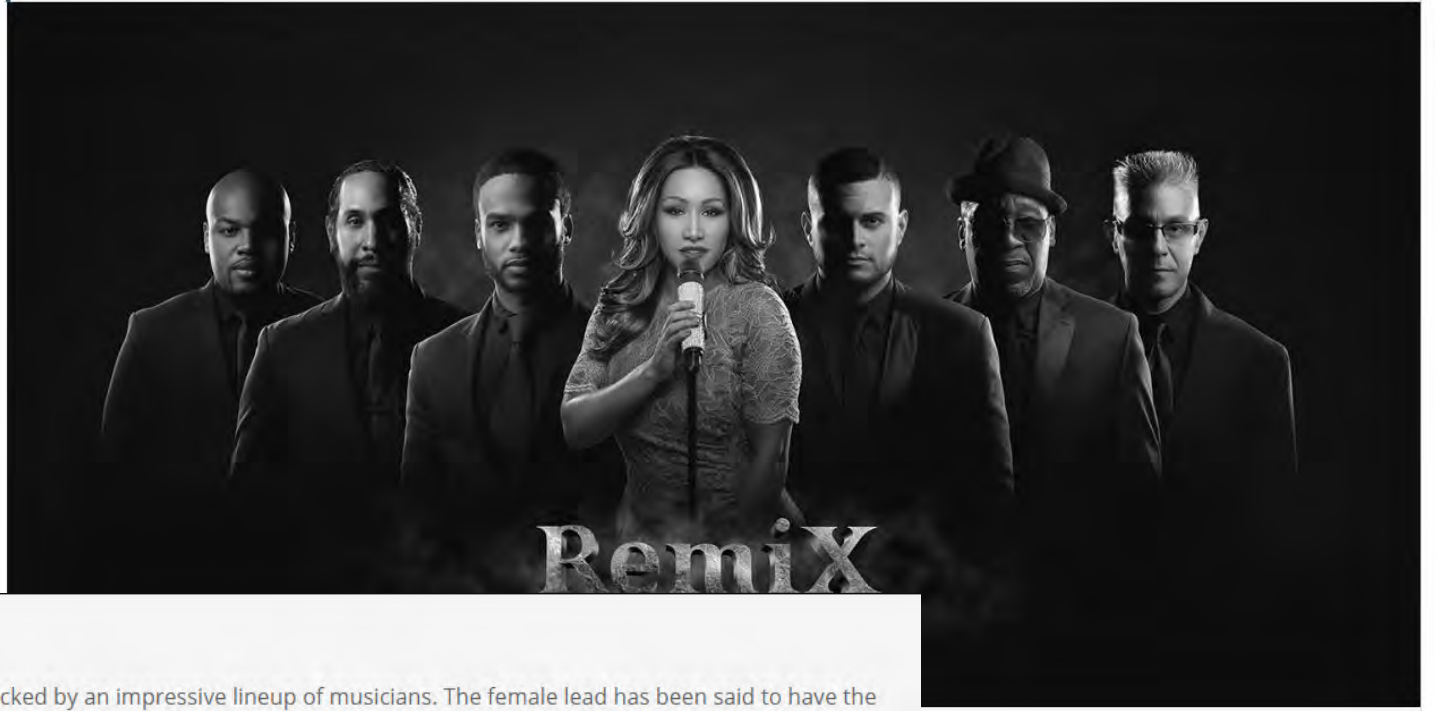 RemiX
cked by an impressive lineup of musicians. The female lead has been said to have the